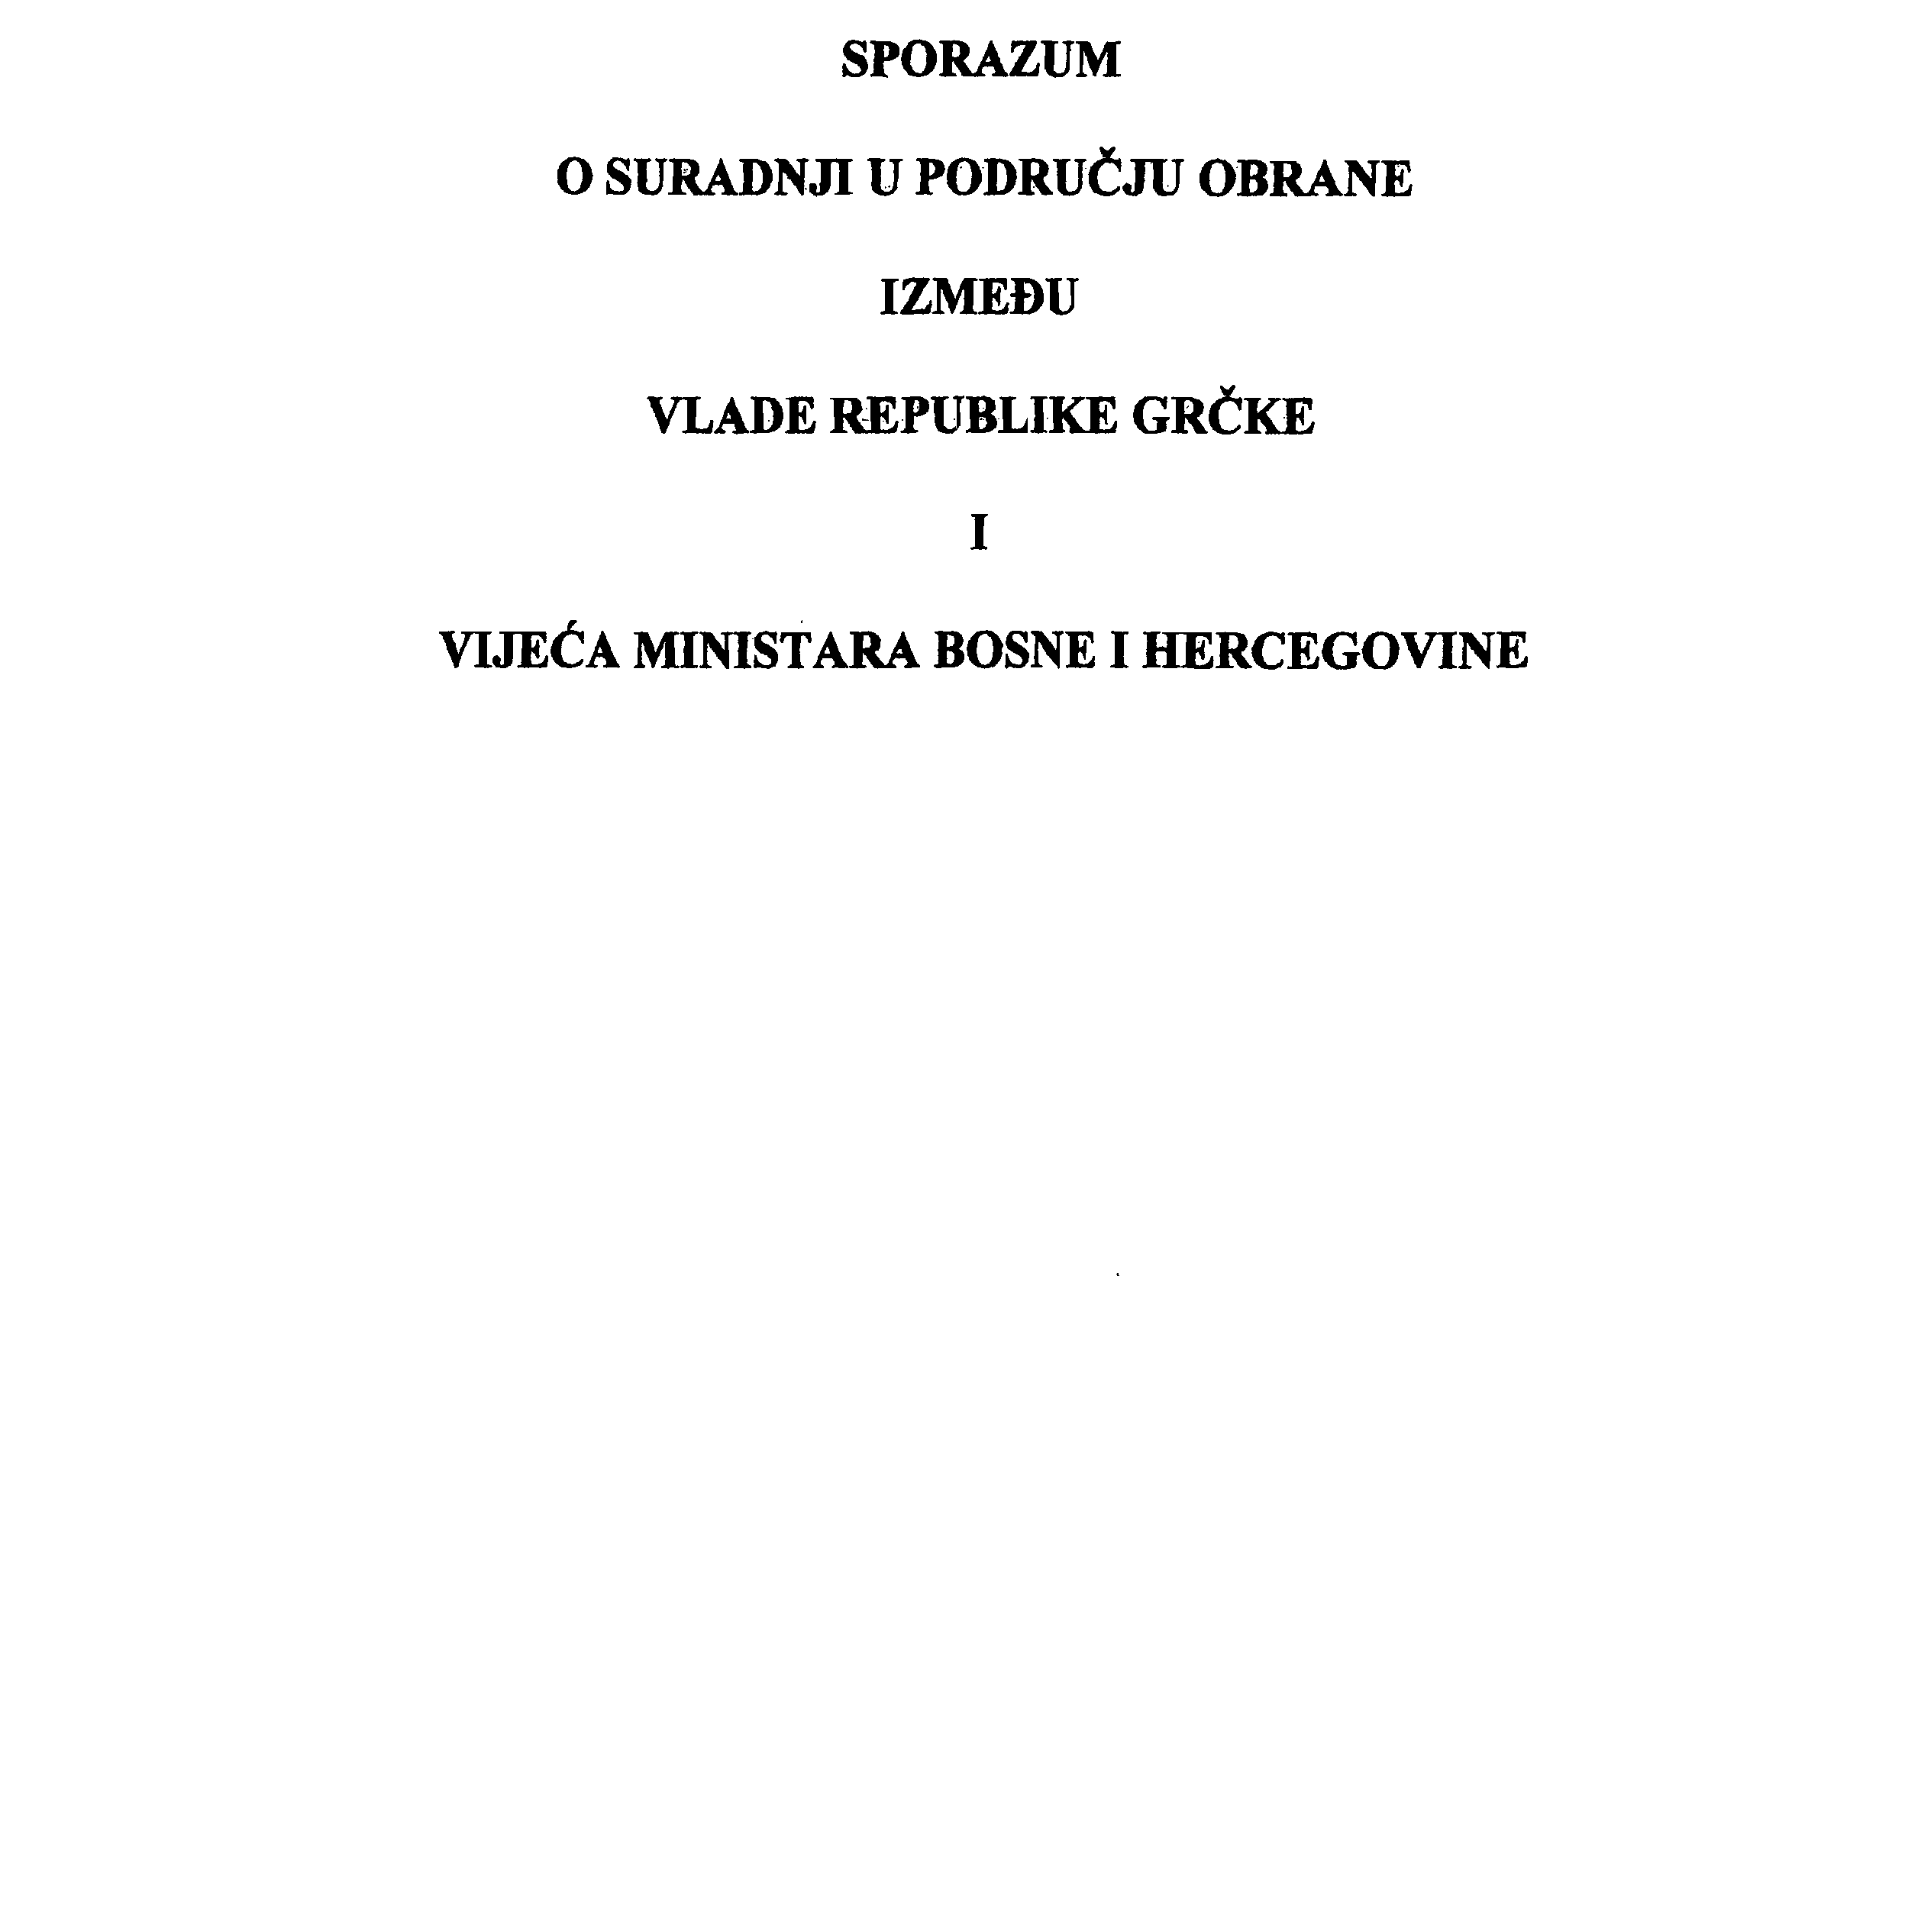 SPORAZUM
O SURADNJI U PODRUČJU OBRANE
IZMEĐU
VLADE REPUBLIKE GRČKE
I
VIJEĆA MINISTARA BOSNE I HERCEGOVINE